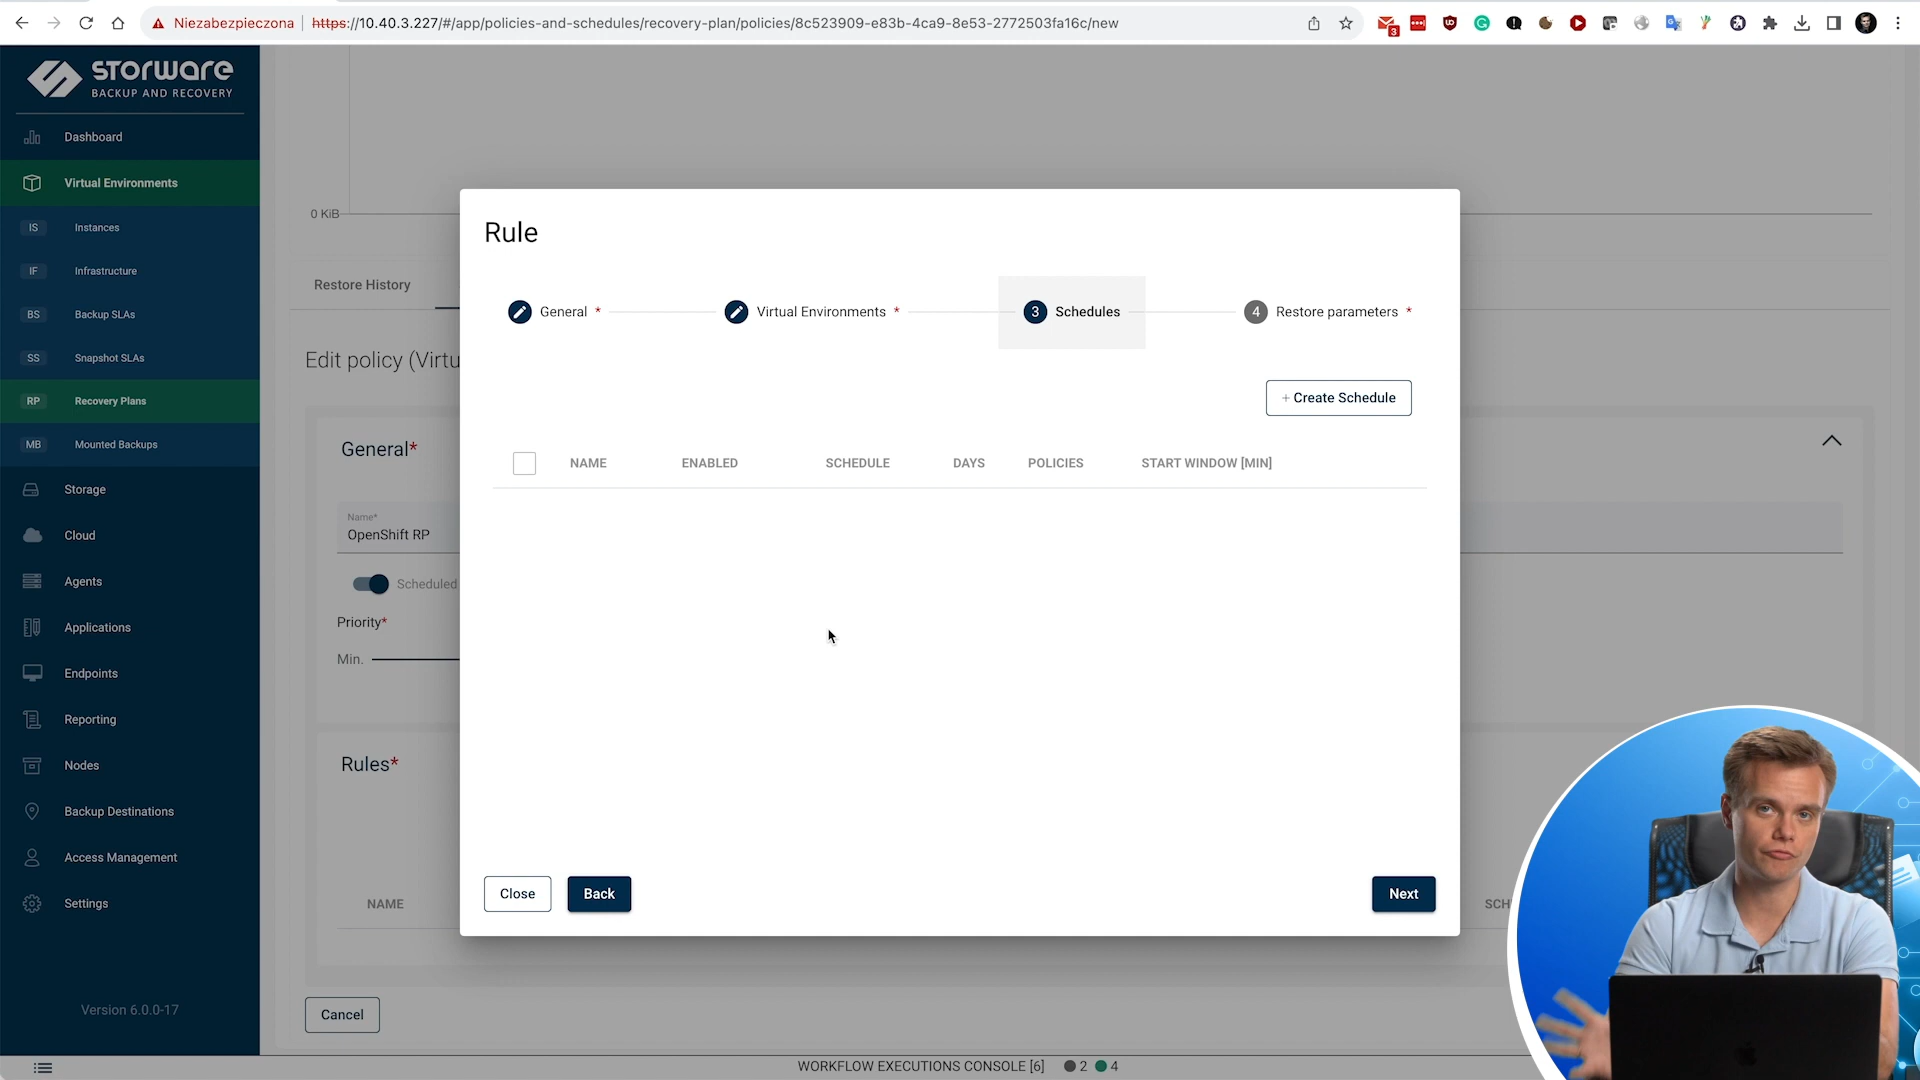 Niezabezpieczona
https://10.40.3.227/#/app/policies-and-schedules/recovery-plan/policies/8c523909-e83b-4ca9-8e53-2772503fa16c/new
3
STORWARE
BACKUP AND RECOVERY
Dashboard
Virtual Environments
IS Instances
IF Infrastructure
BS Backup SLAs
SS Snapshot SLAs
RP Recovery Plans
MB Mounted Backups
Storage
Cloud
Agents
Applications
Endpoints
Reporting
Nodes
Backup Destinations
Access Management
Settings
Version 6.0.0-17
0 KiB
Restore History
Edit policy (Virtu
General*
Name*
OpenShift RP
Scheduled
Priority*
Min.
Rules*
NAME
SCH
Cancel
Rule
General *
Virtual Environments *
3 Schedules
4 Restore parameters *
+ Create Schedule
NAME ENABLED SCHEDULE DAYS POLICIES START WINDOW [MIN]
Close
Back
Next
WORKFLOW EXECUTIONS CONSOLE [6] 2 4